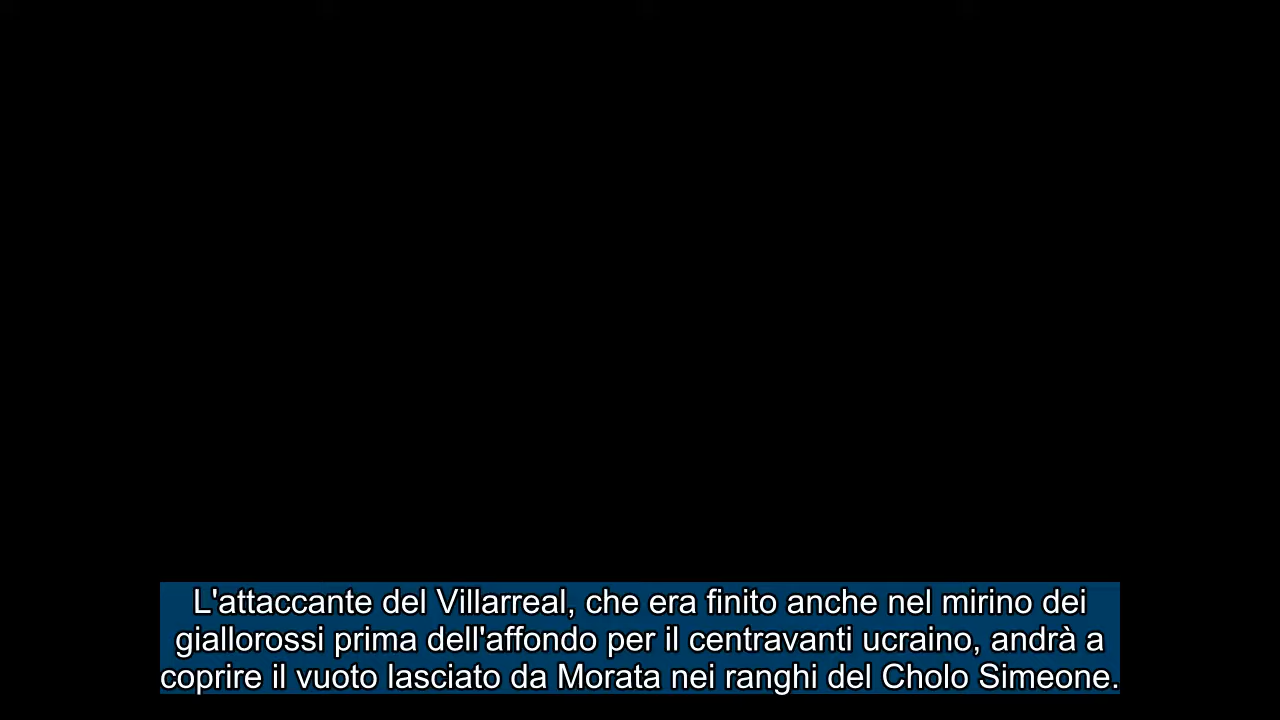 L'attaccante del Villarreal, che era finito anche nel mirino dei
giallorossi prima dell'affondo per il centravanti ucraino, andrà a
coprire il vuoto lasciato da Morata nei ranghi del Cholo Simeone.